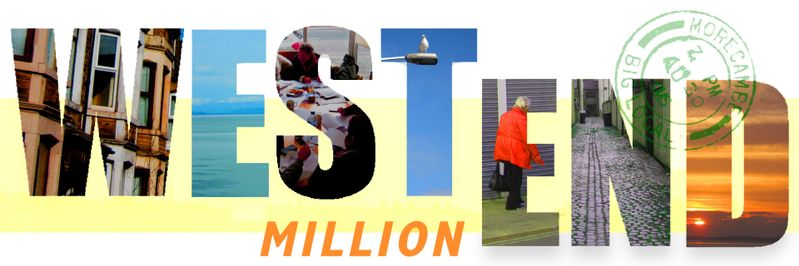 WEST END
MILLION
MORECAMBE
BIG LOCAL
2 PM